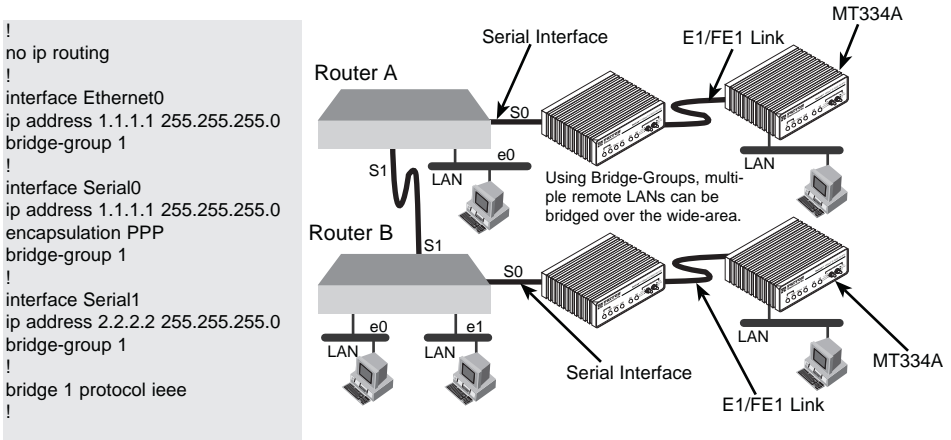 !
no ip routing
!
interface Ethernet0
ip address 1.1.1.1 255.255.255.0
bridge-group 1
!
interface Serial0
ip address 1.1.1.1 255.255.255.0
encapsulation PPP
bridge-group 1
!
interface Serial1
ip address 2.2.2.2 255.255.255.0
bridge-group 1
!
bridge 1 protocol ieee
!
MT334A
Serial Interface
E1/FE1 Link
Router A
S0
S1
e0
LAN
LAN
Using Bridge-Groups, multi-
ple remote LANs can be
bridged over the wide-area.
Router B
S1
S0
e0
e1
LAN
LAN
LAN
Serial Interface
MT334A
E1/FE1 Link